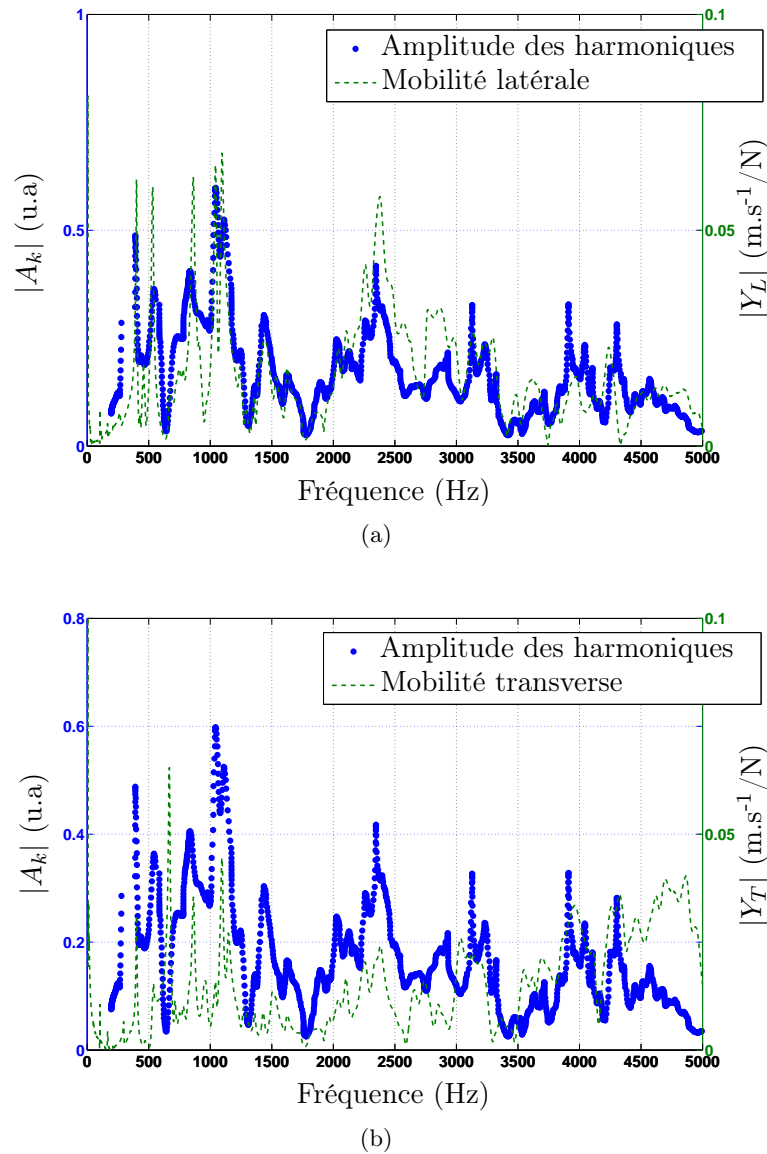 1
0.1
Amplitude des harmoniques
Mobilité latérale
|A_k| (u.a)
0.5
0.05
|Y_L| (m.s^-1/N)
0
0
0 500 1000 1500 2000 2500 3000 3500 4000 4500 5000
Fréquence (Hz)
(a)
0.8
0.1
Amplitude des harmoniques
Mobilité transverse
0.6
|A_k| (u.a)
0.4
0.05
|Y_T| (m.s^-1/N)
0.2
0
0
0 500 1000 1500 2000 2500 3000 3500 4000 4500 5000
Fréquence (Hz)
(b)